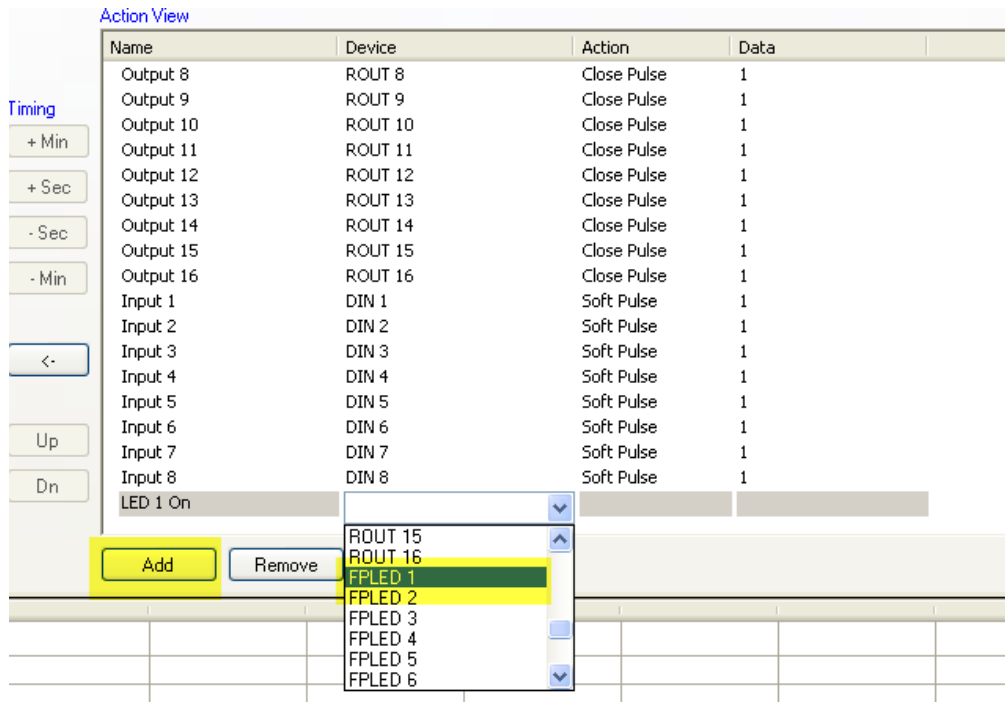 Action View
Name Device Action Data
Output 8 ROUT 8 Close Pulse 1
Output 9 ROUT 9 Close Pulse 1
Timing
Output 10 ROUT 10 Close Pulse 1
+ Min
Output 11 ROUT 11 Close Pulse 1
Output 12 ROUT 12 Close Pulse 1
+ Sec
Output 13 ROUT 13 Close Pulse 1
Output 14 ROUT 14 Close Pulse 1
- Sec
Output 15 ROUT 15 Close Pulse 1
Output 16 ROUT 16 Close Pulse 1
- Min
Input 1 DIN 1 Soft Pulse 1
Input 2 DIN 2 Soft Pulse 1
Input 3 DIN 3 Soft Pulse 1
<-
Input 4 DIN 4 Soft Pulse 1
Input 5 DIN 5 Soft Pulse 1
Input 6 DIN 6 Soft Pulse 1
Up
Input 7 DIN 7 Soft Pulse 1
Input 8 DIN 8 Soft Pulse 1
Dn
LED 1 On
ROUT 15
ROUT 16
Add Remove
FPLED 1
FPLED 2
FPLED 3
FPLED 4
FPLED 5
FPLED 6